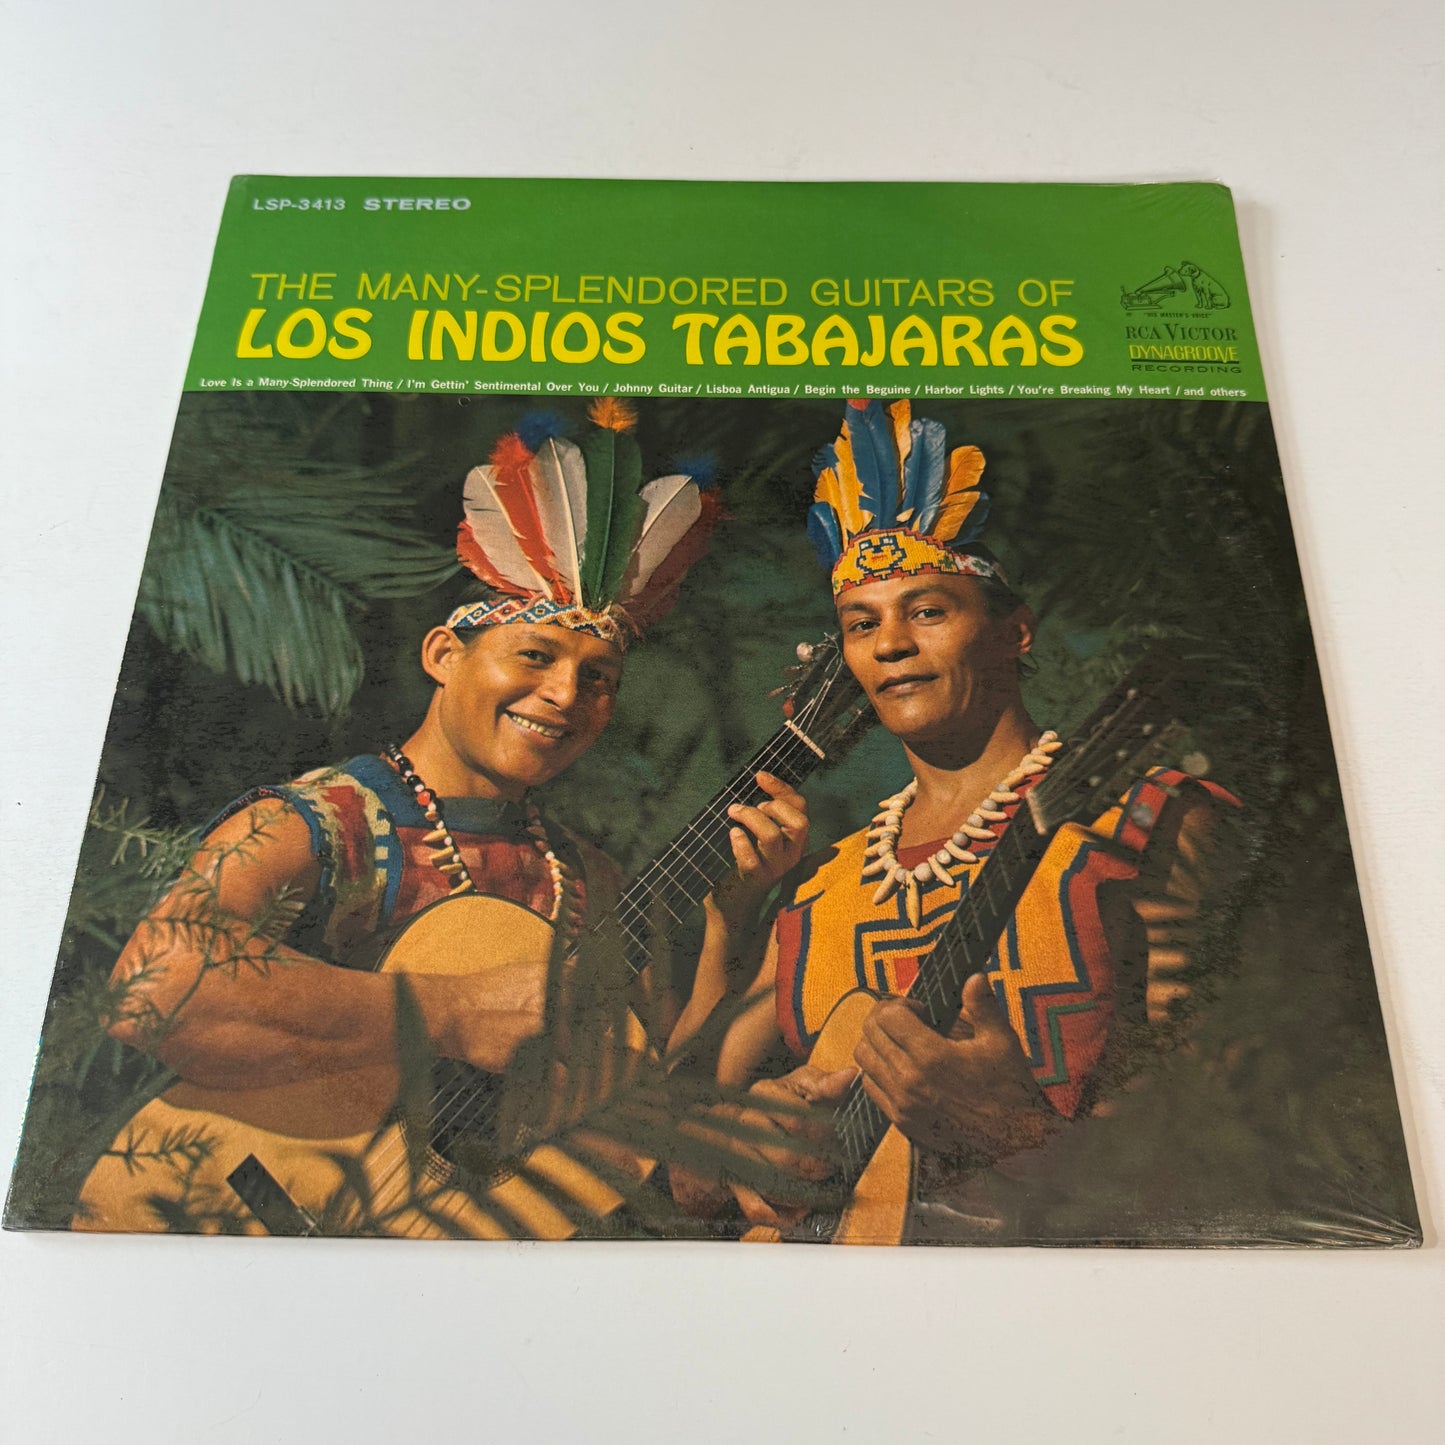 LSP-3413 STEREO
THE MANY-SPLENDORED GUITARS OF
LOS INDIOS TABAJARAS
"HIS MASTER'S VOICE"
RCA VICTOR
DYNAGROOVE
RECORDING
Love Is a Many-Splendored Thing / I'm Gettin' Sentimental Over You / Johnny Guitar / Lisboa Antigua / Begin the Beguine / Harbor Lights / You're Breaking My Heart / and others